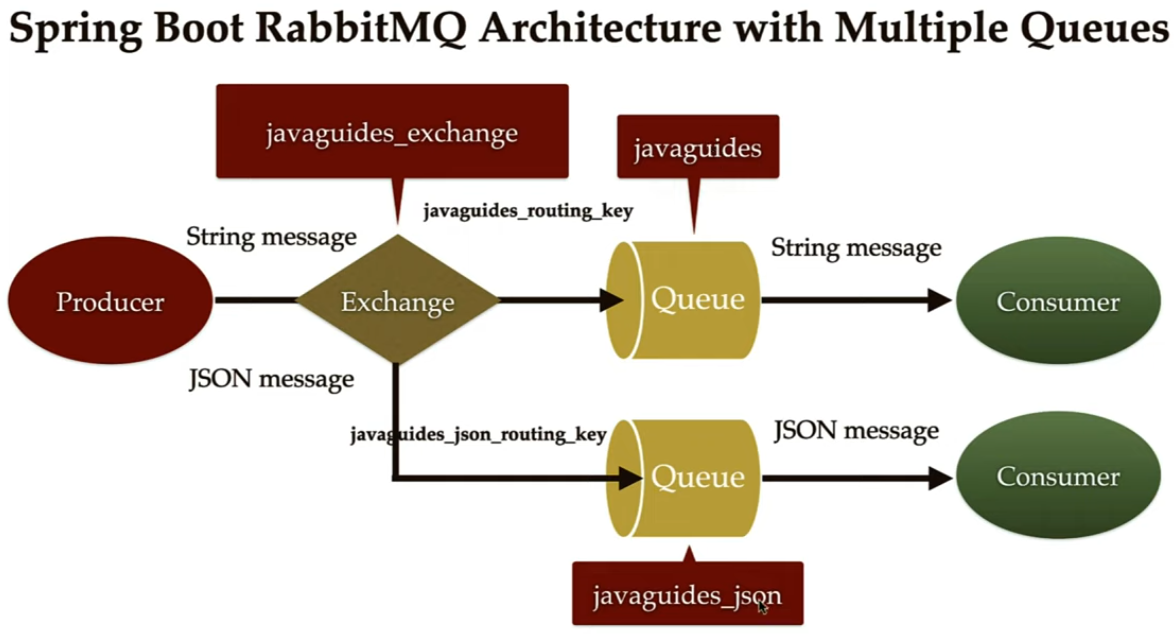 Spring Boot RabbitMQ Architecture with Multiple Queues
javaguides_exchange
javaguides
javaguides_routing_key
String message
String message
Producer
Exchange
Queue
Consumer
JSON message
javaguides_json_routing_key
JSON message
Queue
Consumer
javaguides_json